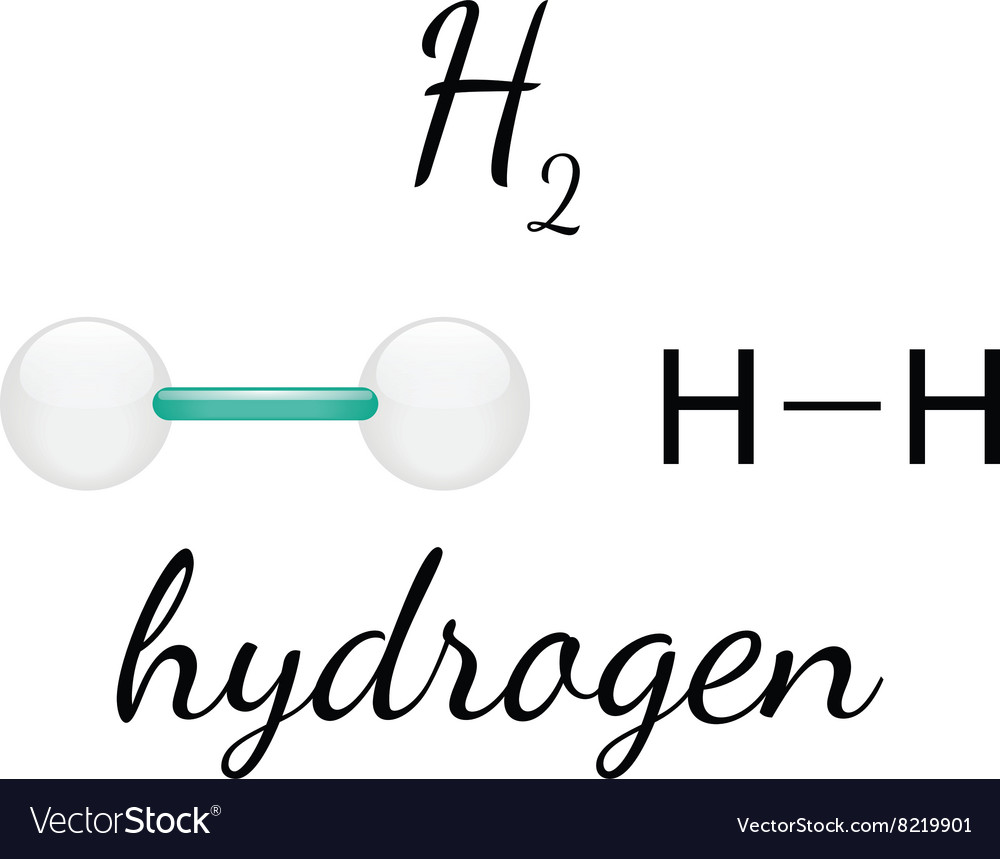 H₂
H—H
hydrogen
VectorStock®
VectorStock.com/8219901